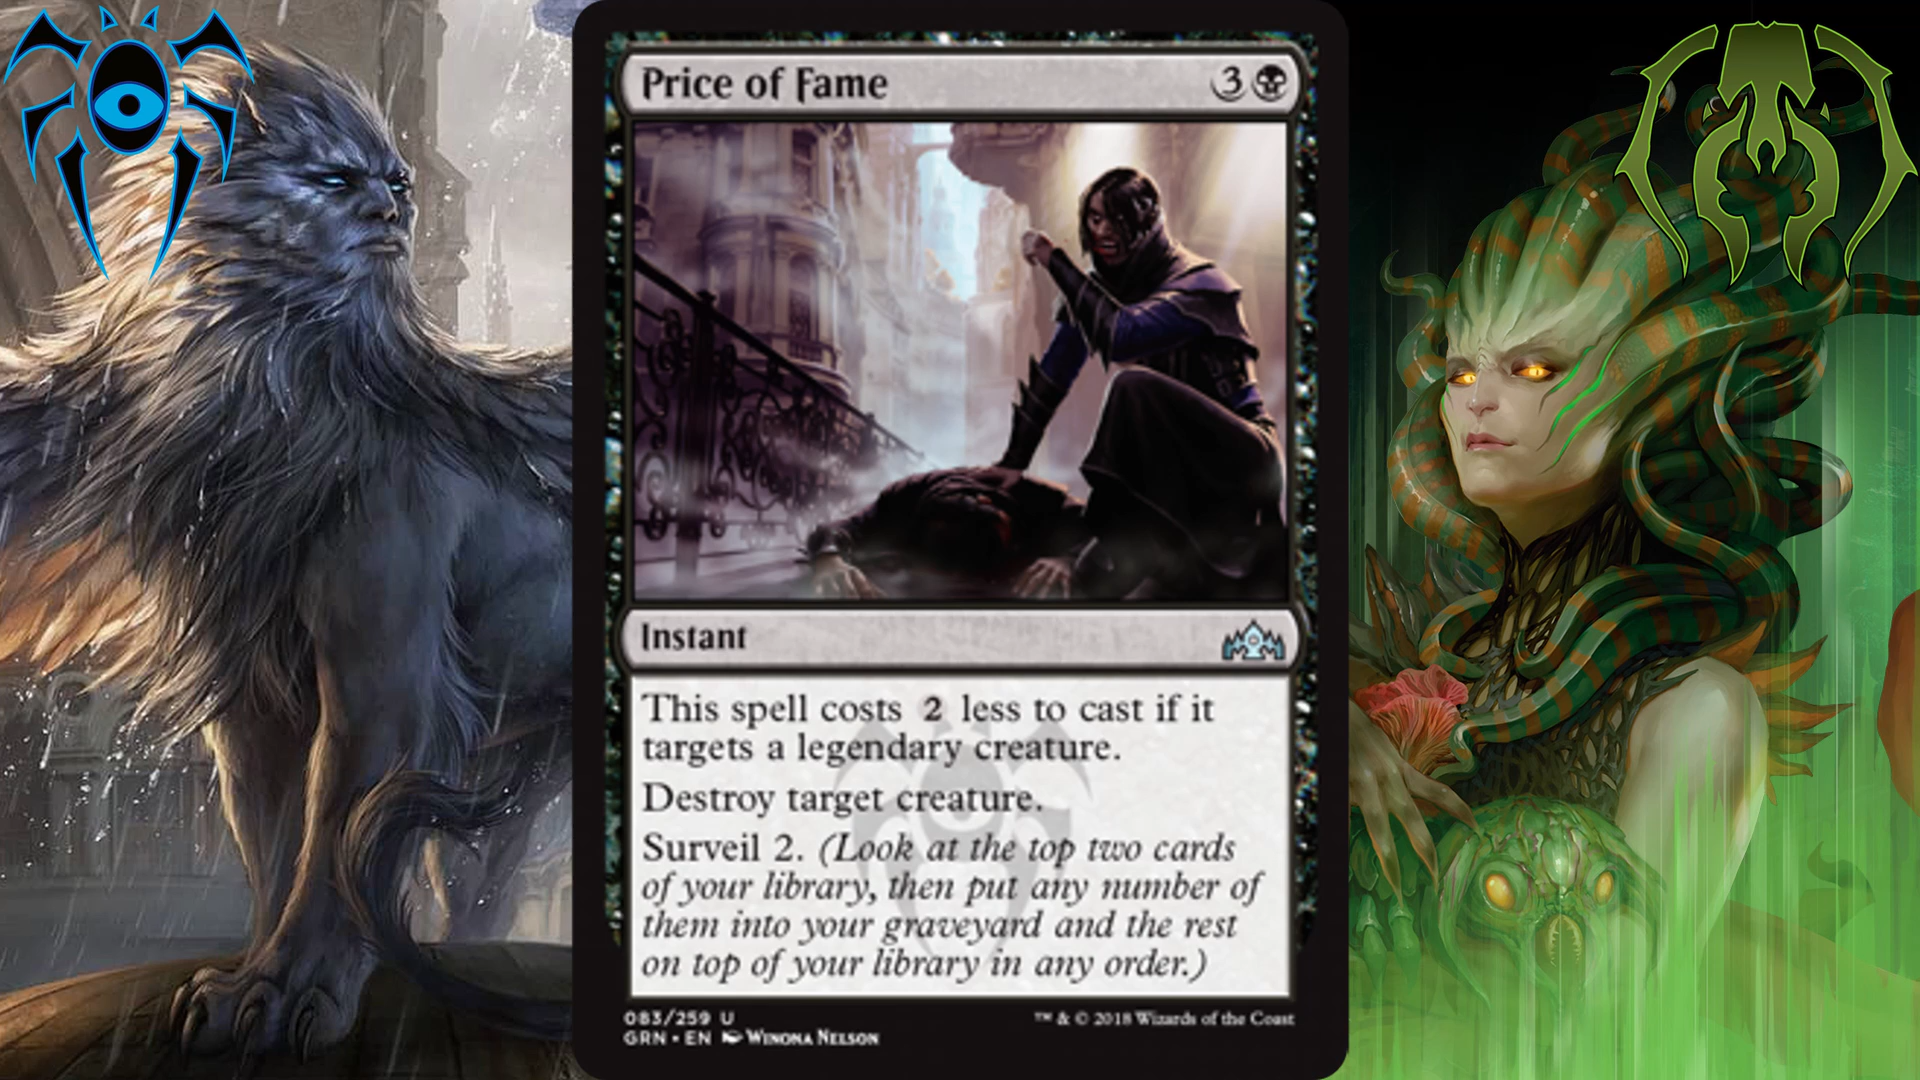 Price of Fame 3
Instant
This spell costs 2 less to cast if it
targets a legendary creature.
Destroy target creature.
Surveil 2. (Look at the top two cards
of your library, then put any number of
them into your graveyard and the rest
on top of your library in any order.)
083/259 U
GRN • EN Winona Nelson
™ & © 2018 Wizards of the Coast